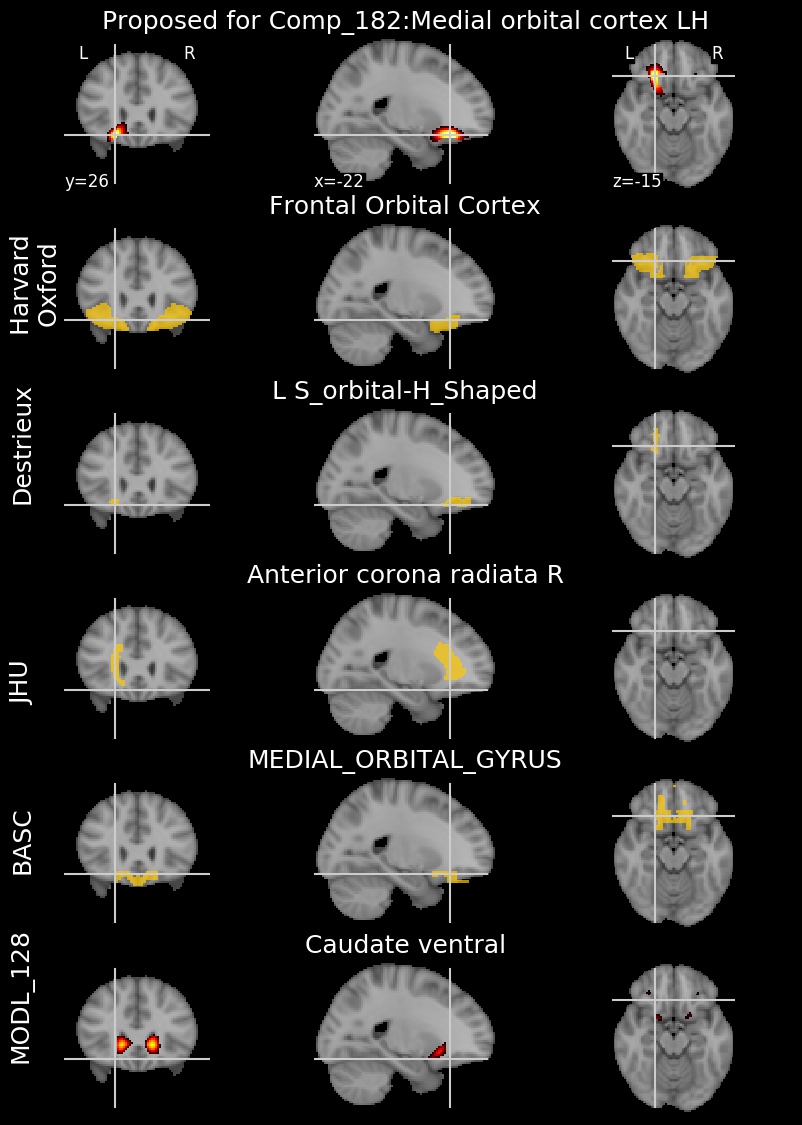 Proposed for Comp_182:Medial orbital cortex LH
L R L R
y=26 x=-22 z=-15
Frontal Orbital Cortex
Harvard
Oxford
L S_orbital-H_Shaped
Destrieux
Anterior corona radiata R
JHU
MEDIAL_ORBITAL_GYRUS
BASC
Caudate ventral
MODL_128